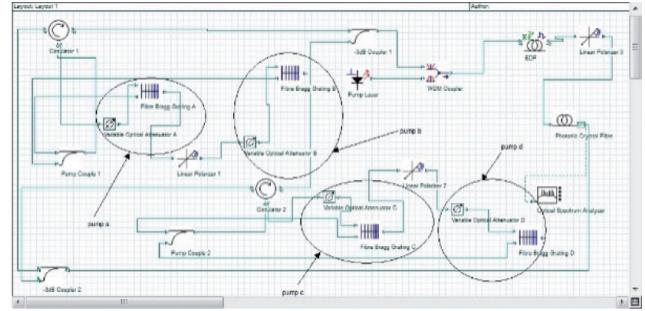 Layout: Layout 1
Author:
Circulator 1
-3dB Coupler 1
EDF
Linear Polarizer 3
Fibre Bragg Grating A
Fibre Bragg Grating B
Pump Laser
WDM Coupler
Variable Optical Attenuator A
pump b
Photonic Crystal Fibre
Variable Optical Attenuator B
pump d
Pump Couple 1
Linear Polarizer 1
Linear Polarizer 2
Circulator 2
Variable Optical Attenuator C
Optical Spectrum Analyzer
Variable Optical Attenuator D
pump a
Fibre Bragg Grating C
Pump Couple 2
Fibre Bragg Grating D
-3dB Coupler 2
pump c